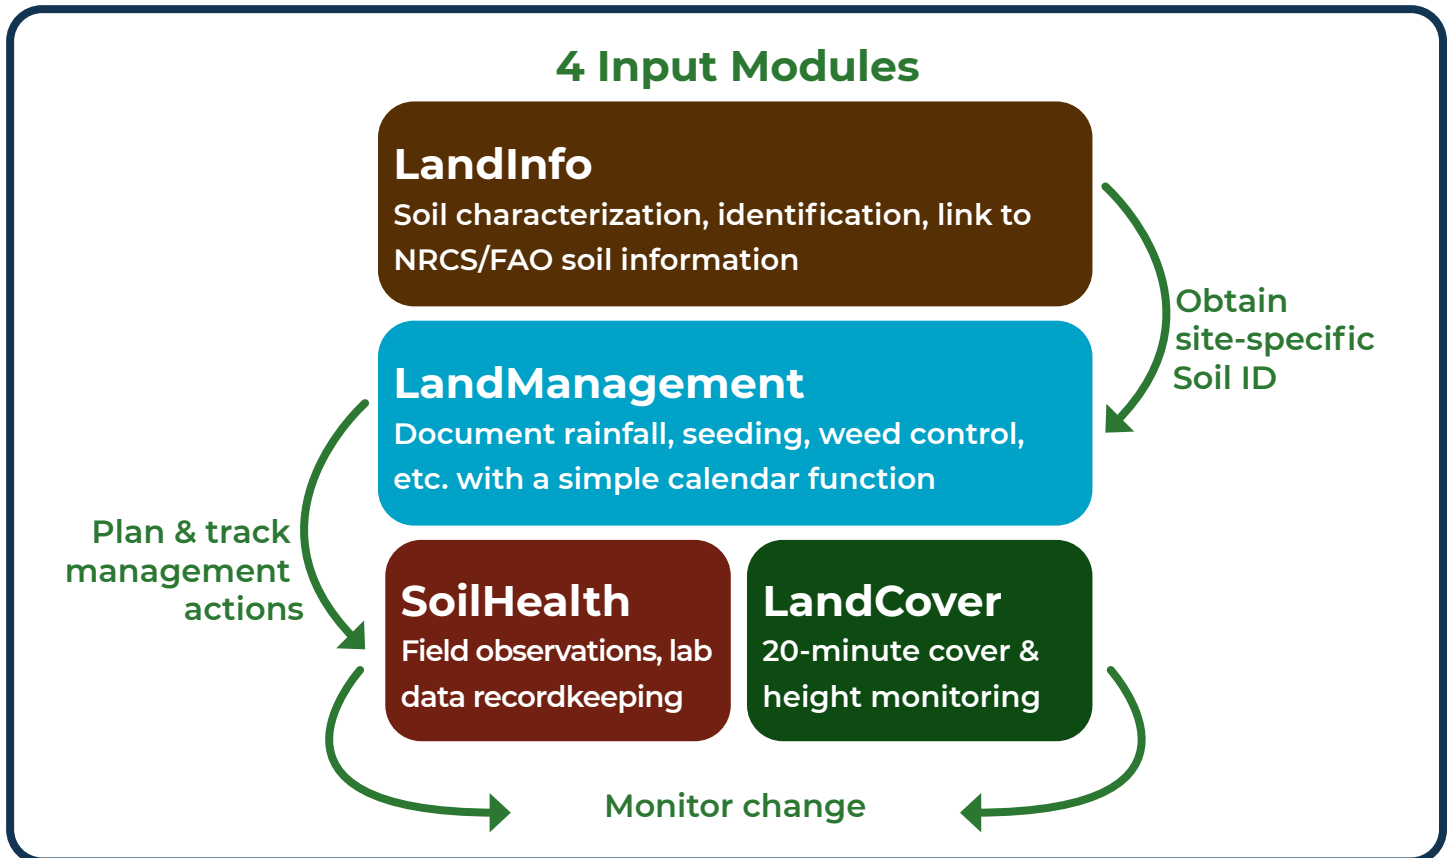 4 Input Modules
LandInfo
Soil characterization, identification, link to
NRCS/FAO soil information
Obtain
site-specific
Soil ID
LandManagement
Document rainfall, seeding, weed control,
etc. with a simple calendar function
Plan & track
management
actions
SoilHealth
Field observations, lab
data recordkeeping
LandCover
20-minute cover &
height monitoring
Monitor change